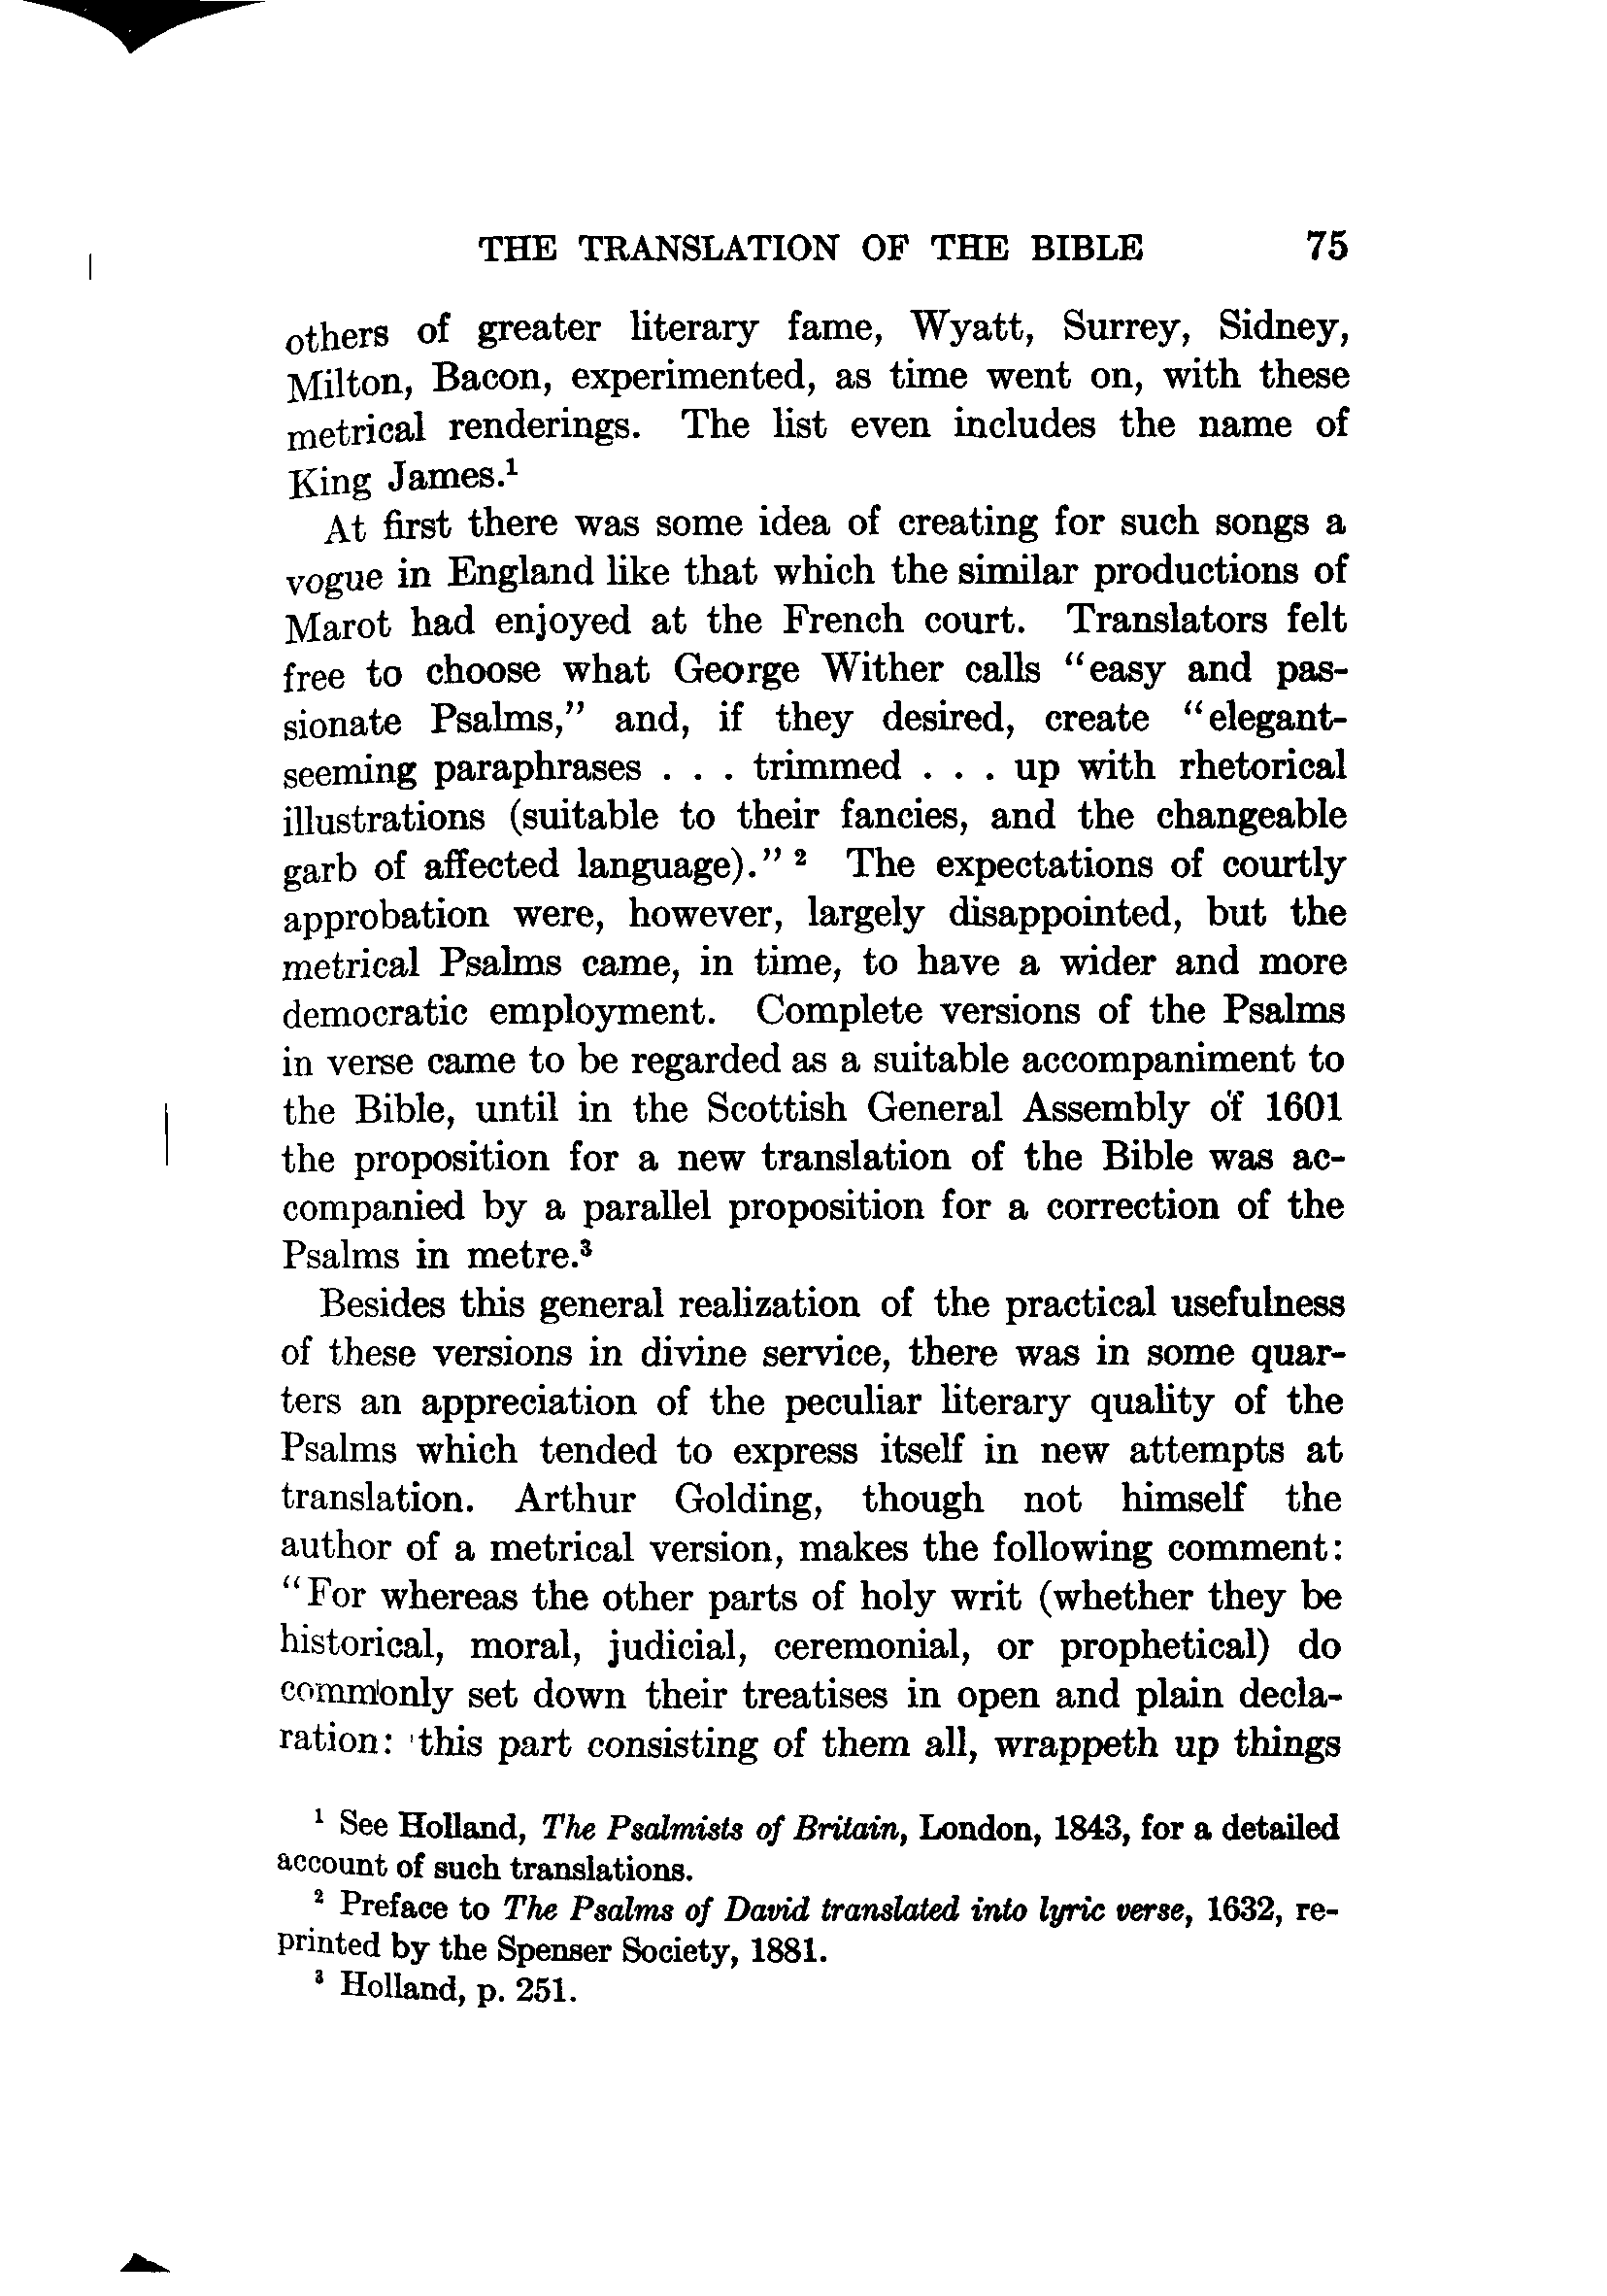 THE TRANSLATION OF THE BIBLE 75
others of greater literary fame, Wyatt, Surrey, Sidney,
Milton, Bacon, experimented, as time went on, with these
metrical renderings. The list even includes the name of
King James.¹
At first there was some idea of creating for such songs a
vogue in England like that which the similar productions of
Marot had enjoyed at the French court. Translators felt
free to choose what George Wither calls “easy and pas-
sionate Psalms,” and, if they desired, create “elegant-
seeming paraphrases . . . trimmed . . . up with rhetorical
illustrations (suitable to their fancies, and the changeable
garb of affected language).” ² The expectations of courtly
approbation were, however, largely disappointed, but the
metrical Psalms came, in time, to have a wider and more
democratic employment. Complete versions of the Psalms
in verse came to be regarded as a suitable accompaniment to
the Bible, until in the Scottish General Assembly of 1601
the proposition for a new translation of the Bible was ac-
companied by a parallel proposition for a correction of the
Psalms in metre.³
Besides this general realization of the practical usefulness
of these versions in divine service, there was in some quar-
ters an appreciation of the peculiar literary quality of the
Psalms which tended to express itself in new attempts at
translation. Arthur Golding, though not himself the
author of a metrical version, makes the following comment:
“For whereas the other parts of holy writ (whether they be
historical, moral, judicial, ceremonial, or prophetical) do
commonly set down their treatises in open and plain decla-
ration: this part consisting of them all, wrappeth up things
¹ See Holland, The Psalmists of Britain, London, 1843, for a detailed
account of such translations.
² Preface to The Psalms of David translated into lyric verse, 1632, re-
printed by the Spenser Society, 1881.
³ Holland, p. 251.